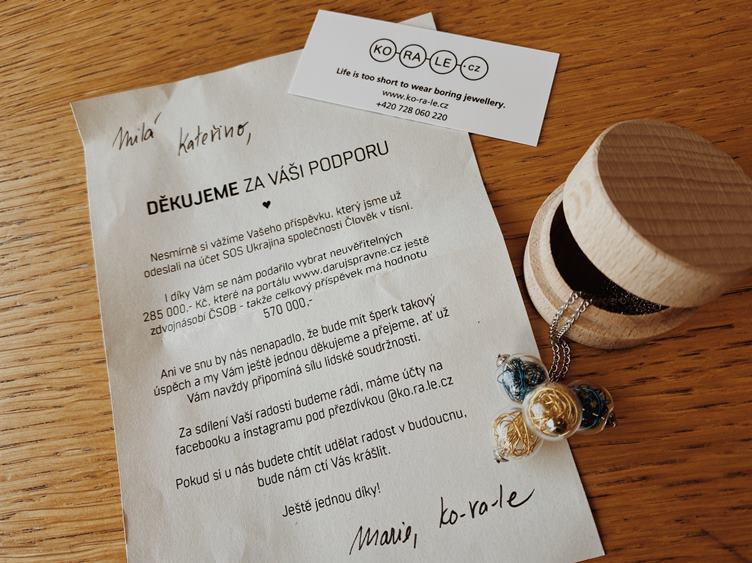 KO-RA-LE-.cz
Life is too short to wear boring jewellery.
www.ko-ra-le.cz
+420 728 060 220
Milá Kateřino,
DĚKUJEME ZA VÁŠI PODPORU
♥
Nesmírně si vážíme Vašeho příspěvku, který jsme už
odeslali na účet SOS Ukrajina společnosti Člověk v tísni.
I díky Vám se nám podařilo vybrat neuvěřitelných
285 000,- Kč, které na portálu www.darujspravne.cz ještě
zdvojnásobí ČSOB - takže celkový příspěvek má hodnotu
570 000,-
Ani ve snu by nás nenapadlo, že bude mít šperk takový
úspěch a my Vám ještě jednou děkujeme a přejeme, ať už
Vám navždy připomíná sílu lidské soudržnosti.
Za sdílení Vaší radosti budeme rádi, máme účty na
facebooku a instagramu pod přezdívkou @ko.ra.le.cz
Pokud si u nás budete chtít udělat radost v budoucnu,
bude nám ctí Vás krášlit.
Ještě jednou díky!
Marie, ko-ra-le